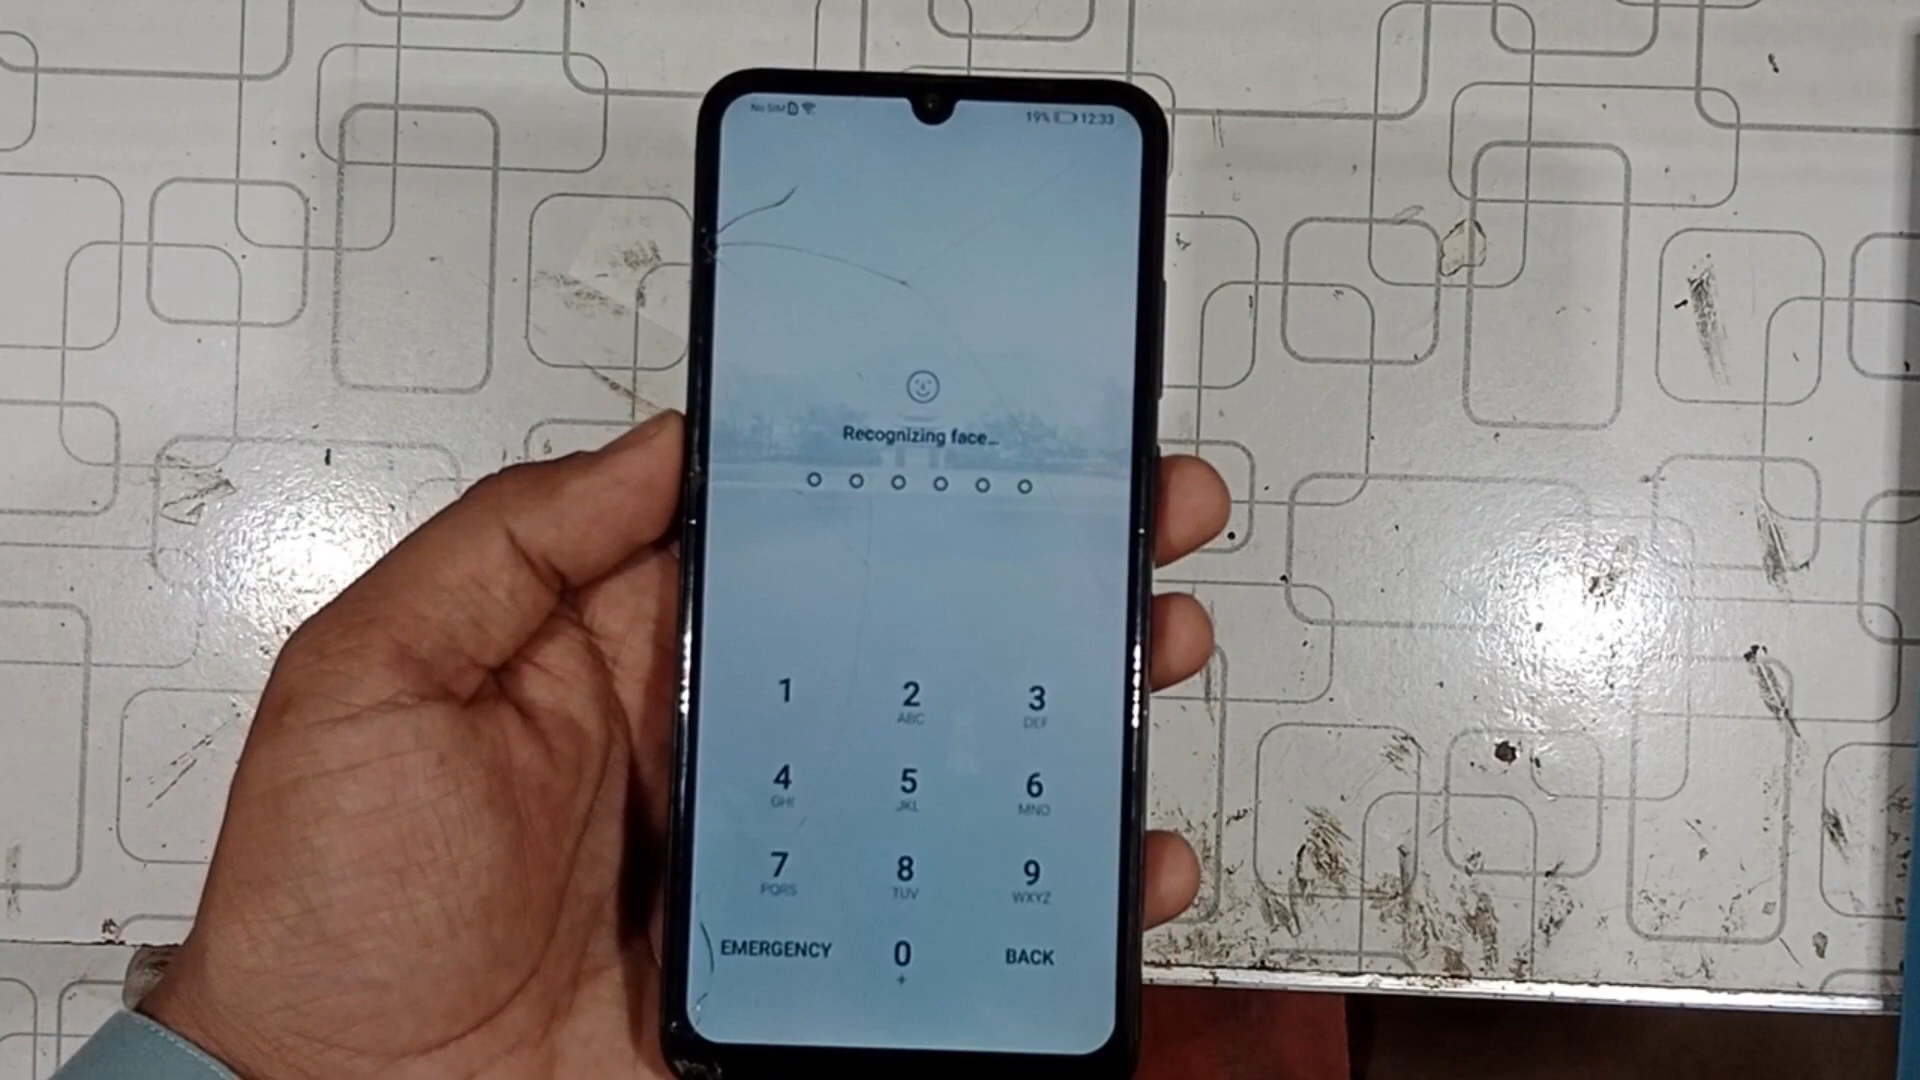 No SIM
19% 12:33
Recognizing face...
1 2 3
ABC DEF
4 5 6
GHI JKL MNO
7 8 9
PQRS TUV WXYZ
EMERGENCY 0 BACK
+